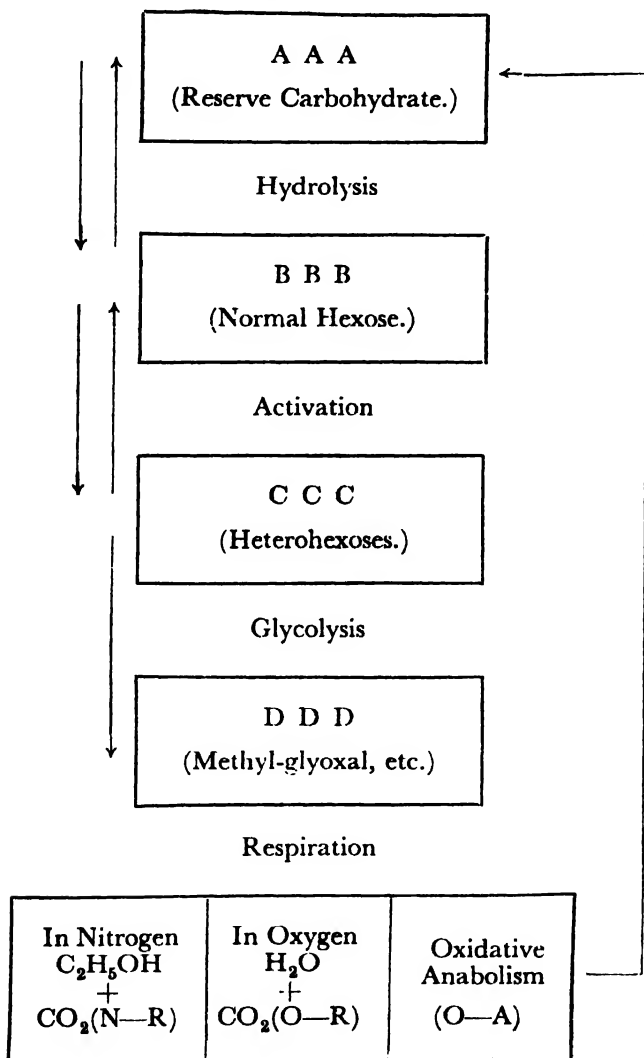 A A A
(Reserve Carbohydrate.)
Hydrolysis
B B B
(Normal Hexose.)
Activation
C C C
(Heterohexoses.)
Glycolysis
D D D
(Methyl-glyoxal, etc.)
Respiration
In Nitrogen
C₂H₅OH
+
CO₂(N—R)
In Oxygen
H₂O
+
CO₂(O—R)
Oxidative
Anabolism
(O—A)